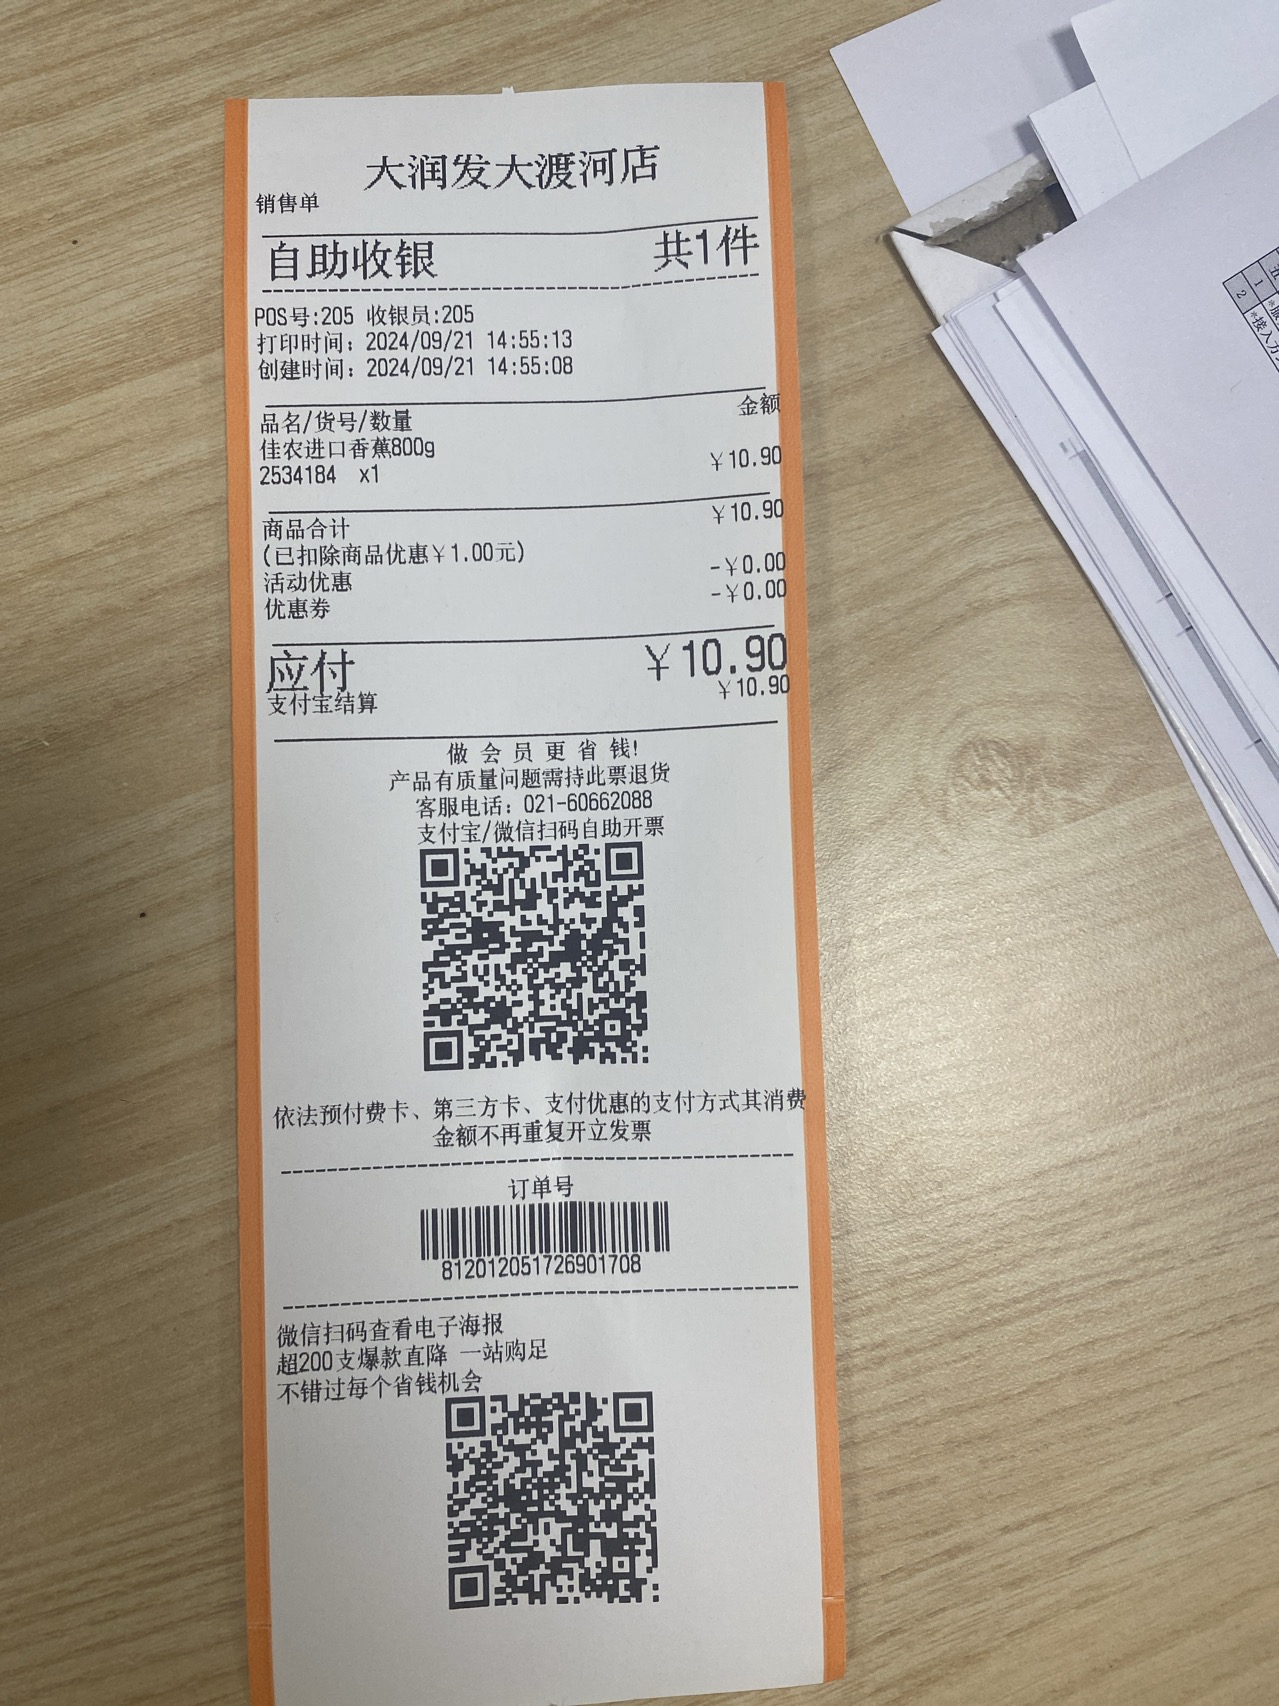 大润发大渡河店
销售单
自助收银 共1件
POS号:205 收银员:205
打印时间：2024/09/21 14:55:13
创建时间：2024/09/21 14:55:08
品名/货号/数量 金额
佳农进口香蕉800g
2534184 x1 ￥10.90
商品合计 ￥10.90
(已扣除商品优惠￥1.00元)
活动优惠 -￥0.00
优惠券 -￥0.00
应付 ￥10.90
支付宝结算 ￥10.90
做会员更省钱!
产品有质量问题需持此票退货
客服电话：021-60662088
支付宝/微信扫码自助开票
依法预付费卡、第三方卡、支付优惠的支付方式其消费
金额不再重复开立发票
订单号
812012051726901708
微信扫码查看电子海报
超200支爆款直降 一站购足
不错过每个省钱机会
1
2
*接入方